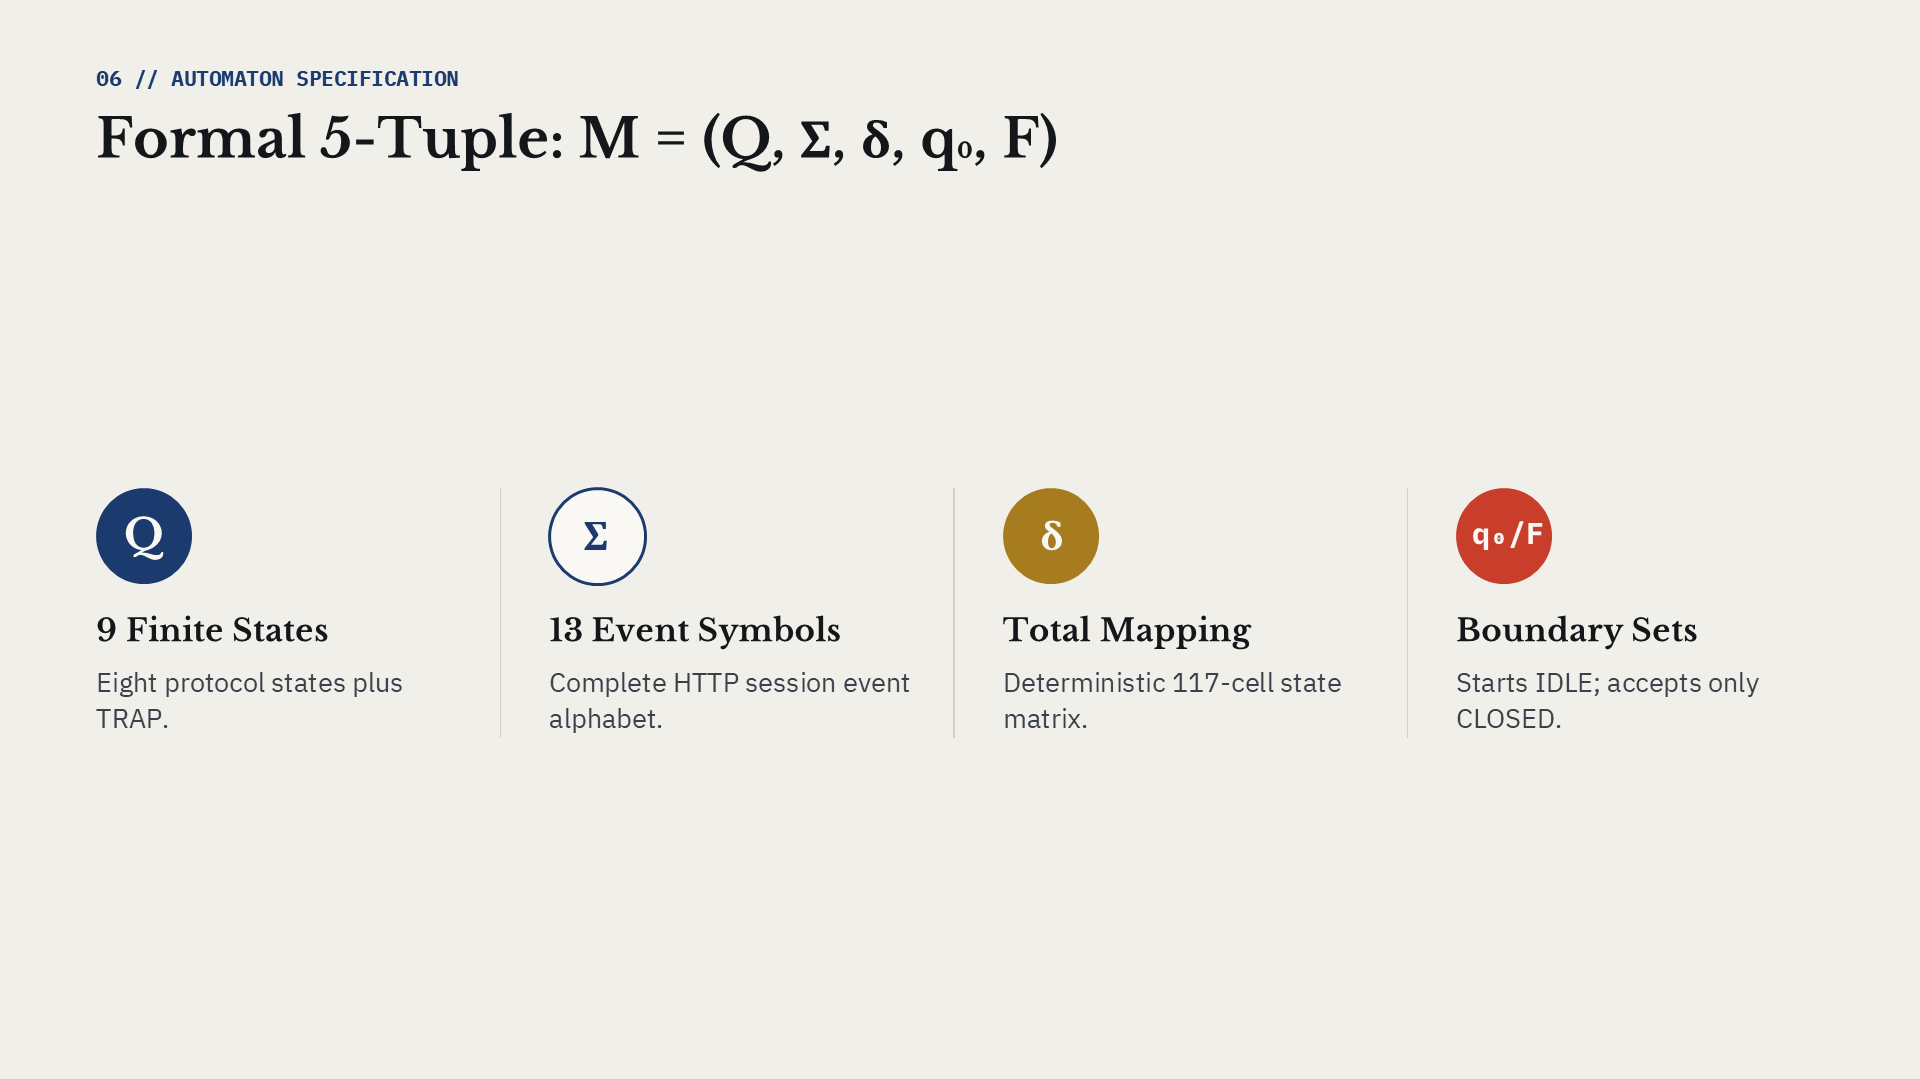 06 // AUTOMATON SPECIFICATION
Formal 5-Tuple: M = (Q, Σ, δ, q₀, F)
Q
9 Finite States
Eight protocol states plus
TRAP.
Σ
13 Event Symbols
Complete HTTP session event
alphabet.
δ
Total Mapping
Deterministic 117-cell state
matrix.
q₀/F
Boundary Sets
Starts IDLE; accepts only
CLOSED.